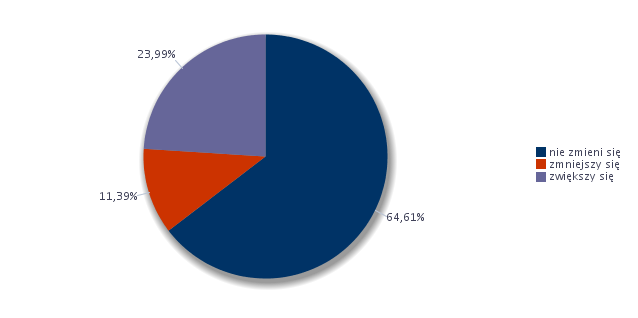 23,99%
11,39%
64,61%
nie zmieni się
zmniejszy się
zwiększy się